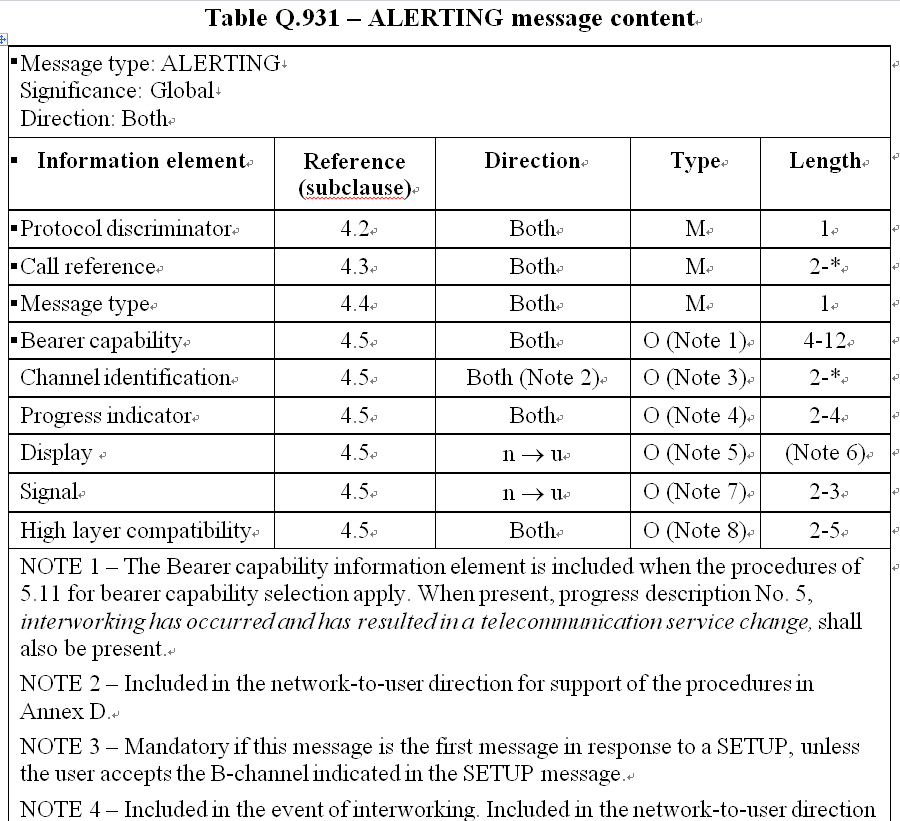 Table Q.931 – ALERTING message content
Message type: ALERTING
Significance: Global
Direction: Both
Information element Reference (subclause) Direction Type Length
Protocol discriminator 4.2 Both M 1
Call reference 4.3 Both M 2-*
Message type 4.4 Both M 1
Bearer capability 4.5 Both O (Note 1) 4-12
Channel identification 4.5 Both (Note 2) O (Note 3) 2-*
Progress indicator 4.5 Both O (Note 4) 2-4
Display 4.5 n → u O (Note 5) (Note 6)
Signal 4.5 n → u O (Note 7) 2-3
High layer compatibility 4.5 Both O (Note 8) 2-5
NOTE 1 – The Bearer capability information element is included when the procedures of
5.11 for bearer capability selection apply. When present, progress description No. 5,
interworking has occurred and has resulted in a telecommunication service change, shall
also be present.
NOTE 2 – Included in the network-to-user direction for support of the procedures in
Annex D.
NOTE 3 – Mandatory if this message is the first message in response to a SETUP, unless
the user accepts the B-channel indicated in the SETUP message.
NOTE 4 – Included in the event of interworking. Included in the network-to-user direction